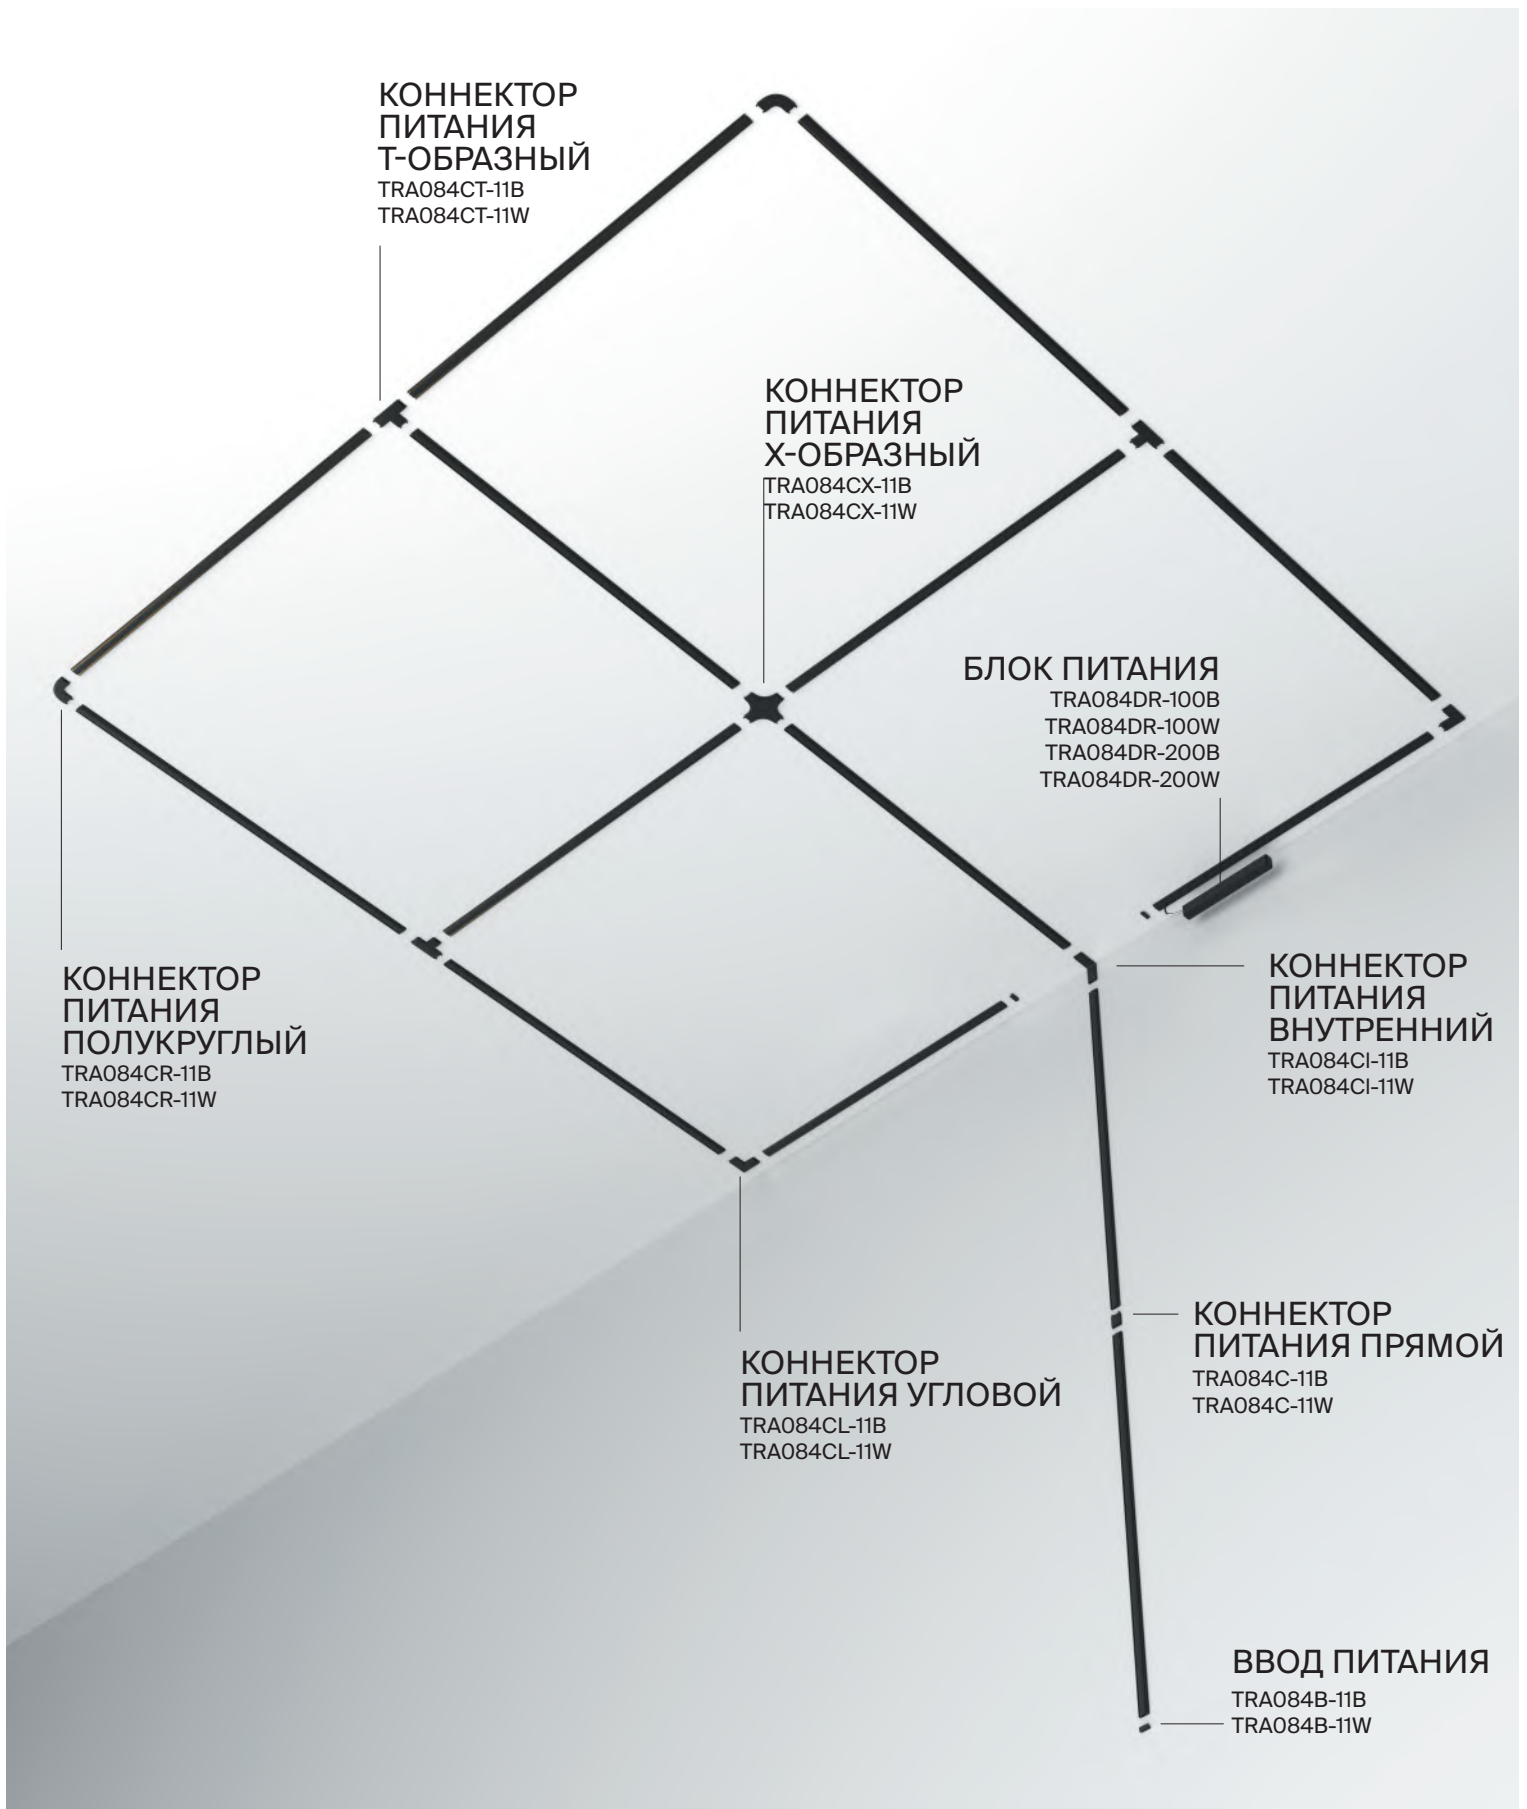 КОННЕКТОР
ПИТАНИЯ
Т-ОБРАЗНЫЙ
TRA084CT-11B
TRA084CT-11W
КОННЕКТОР
ПИТАНИЯ
Х-ОБРАЗНЫЙ
TRA084CX-11B
TRA084CX-11W
БЛОК ПИТАНИЯ
TRA084DR-100B
TRA084DR-100W
TRA084DR-200B
TRA084DR-200W
КОННЕКТОР
ПИТАНИЯ
ПОЛУКРУГЛЫЙ
TRA084CR-11B
TRA084CR-11W
КОННЕКТОР
ПИТАНИЯ
ВНУТРЕННИЙ
TRA084CI-11B
TRA084CI-11W
КОННЕКТОР
ПИТАНИЯ ПРЯМОЙ
TRA084C-11B
TRA084C-11W
КОННЕКТОР
ПИТАНИЯ УГЛОВОЙ
TRA084CL-11B
TRA084CL-11W
ВВОД ПИТАНИЯ
TRA084B-11B
TRA084B-11W